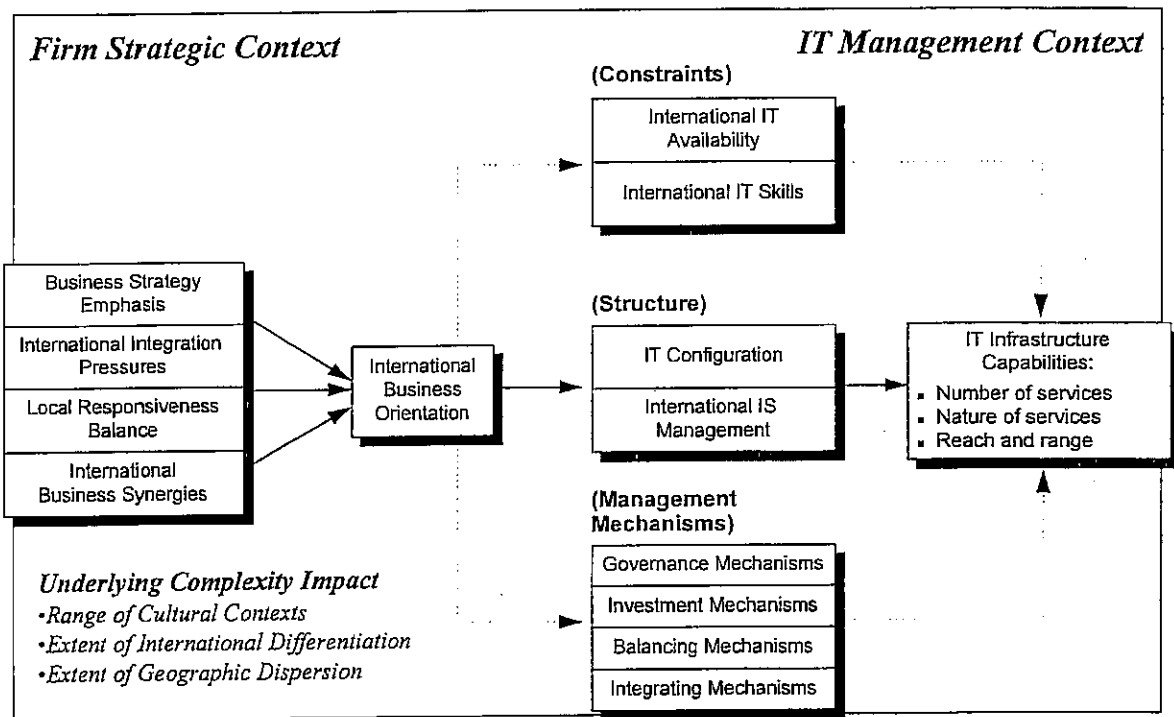 Firm Strategic Context
IT Management Context
(Constraints)
International IT
Availability
International IT Skills
Business Strategy
Emphasis
International Integration
Pressures
Local Responsiveness
Balance
International
Business Synergies
International
Business
Orientation
(Structure)
IT Configuration
International IS
Management
IT Infrastructure
Capabilities:
▪ Number of services
▪ Nature of services
▪ Reach and range
(Management
Mechanisms)
Governance Mechanisms
Investment Mechanisms
Balancing Mechanisms
Integrating Mechanisms
Underlying Complexity Impact
•Range of Cultural Contexts
•Extent of International Differentiation
•Extent of Geographic Dispersion